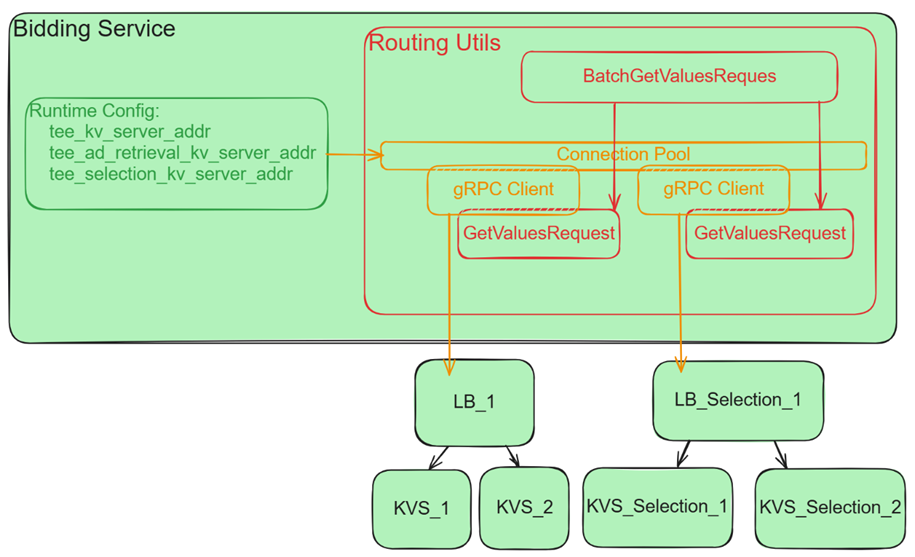 Bidding Service
Routing Utils
BatchGetValuesReques
Runtime Config:
tee_kv_server_addr
tee_ad_retrieval_kv_server_addr
tee_selection_kv_server_addr
Connection Pool
gRPC Client
gRPC Client
GetValuesRequest
GetValuesRequest
LB_1
LB_Selection_1
KVS_1
KVS_2
KVS_Selection_1
KVS_Selection_2